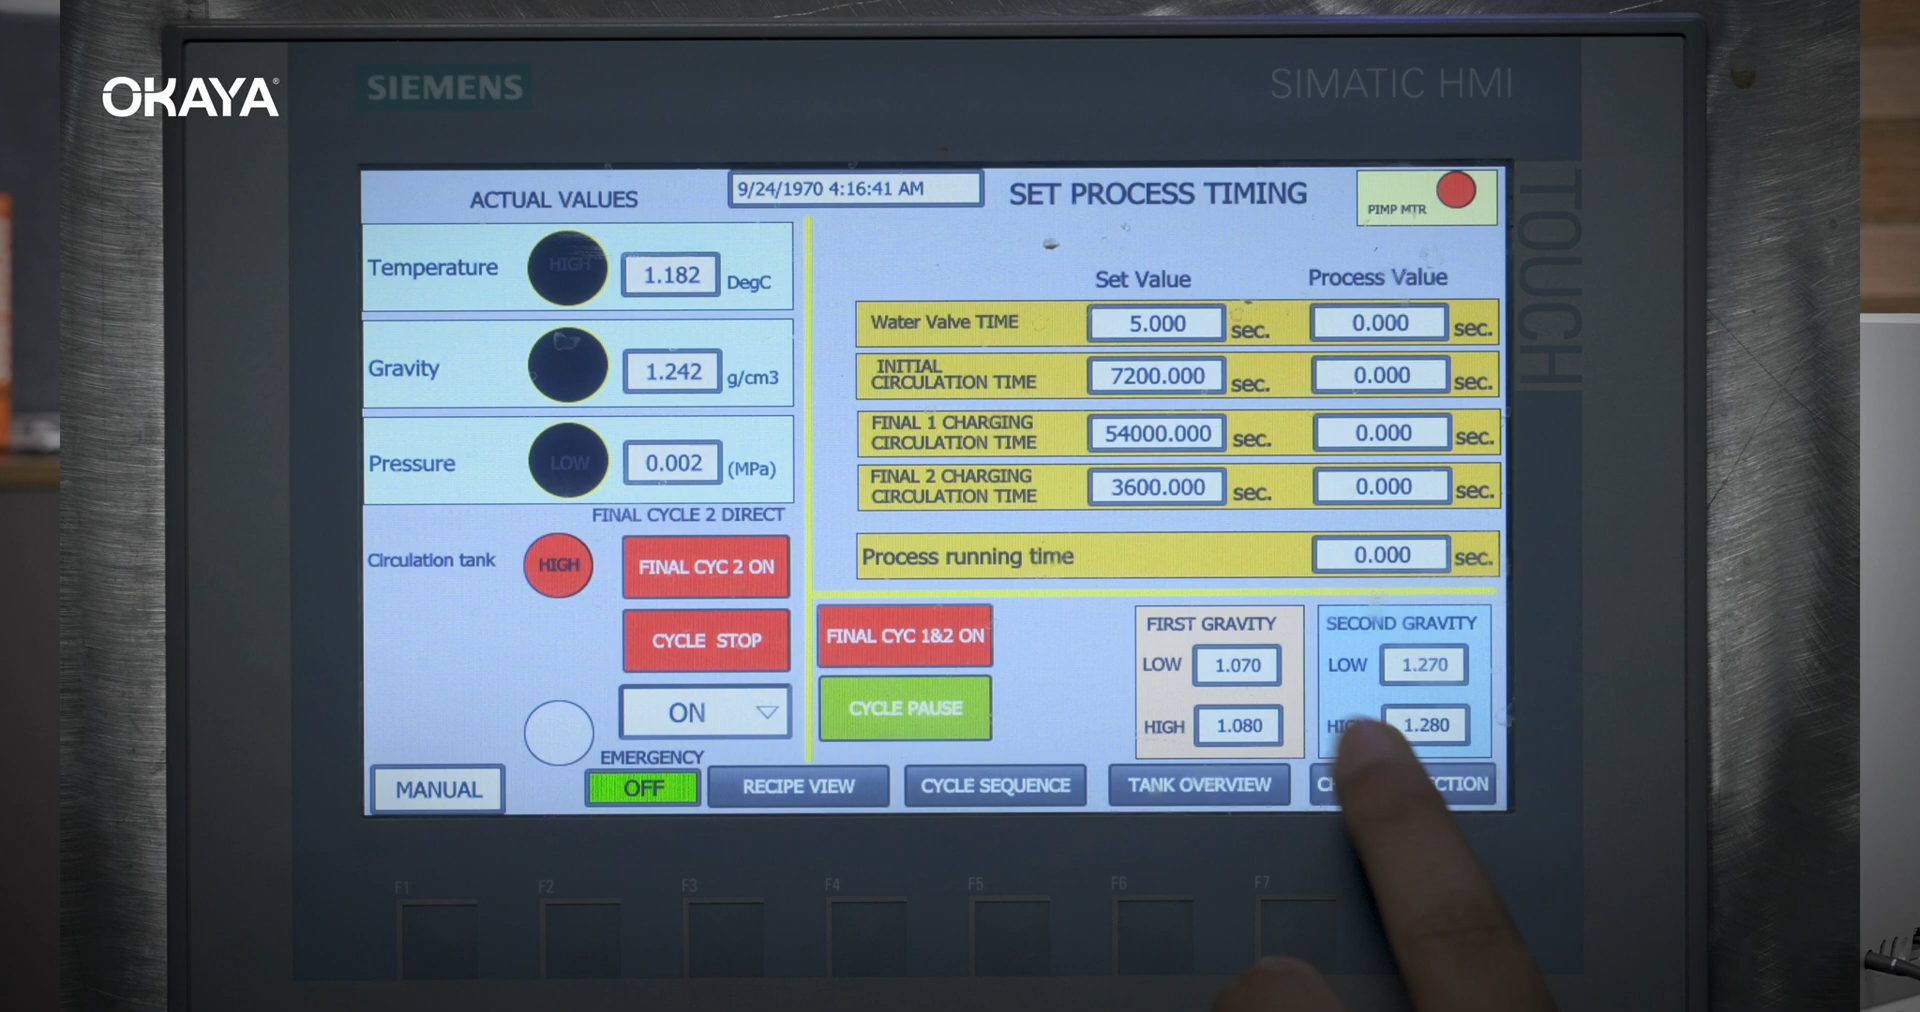 OKAYA
SIEMENS
SIMATIC HMI
TOUCH
ACTUAL VALUES
9/24/1970 4:16:41 AM
SET PROCESS TIMING
PIMP MTR
Temperature
HIGH
1.182
DegC
Gravity
1.242
g/cm3
Pressure
LOW
0.002
(MPa)
Set Value
Process Value
Water Valve TIME
5.000
sec.
0.000
sec.
INITIAL
CIRCULATION TIME
7200.000
sec.
0.000
sec.
FINAL 1 CHARGING
CIRCULATION TIME
54000.000
sec.
0.000
sec.
FINAL 2 CHARGING
CIRCULATION TIME
3600.000
sec.
0.000
sec.
Process running time
0.000
sec.
FINAL CYCLE 2 DIRECT
Circulation tank
HIGH
FINAL CYC 2 ON
CYCLE STOP
ON
FINAL CYC 1&2 ON
CYCLE PAUSE
FIRST GRAVITY
LOW
1.070
HIGH
1.080
SECOND GRAVITY
LOW
1.270
1.280
EMERGENCY
MANUAL
OFF
RECIPE VIEW
CYCLE SEQUENCE
TANK OVERVIEW
F1
F2
F3
F4
F5
F6
F7